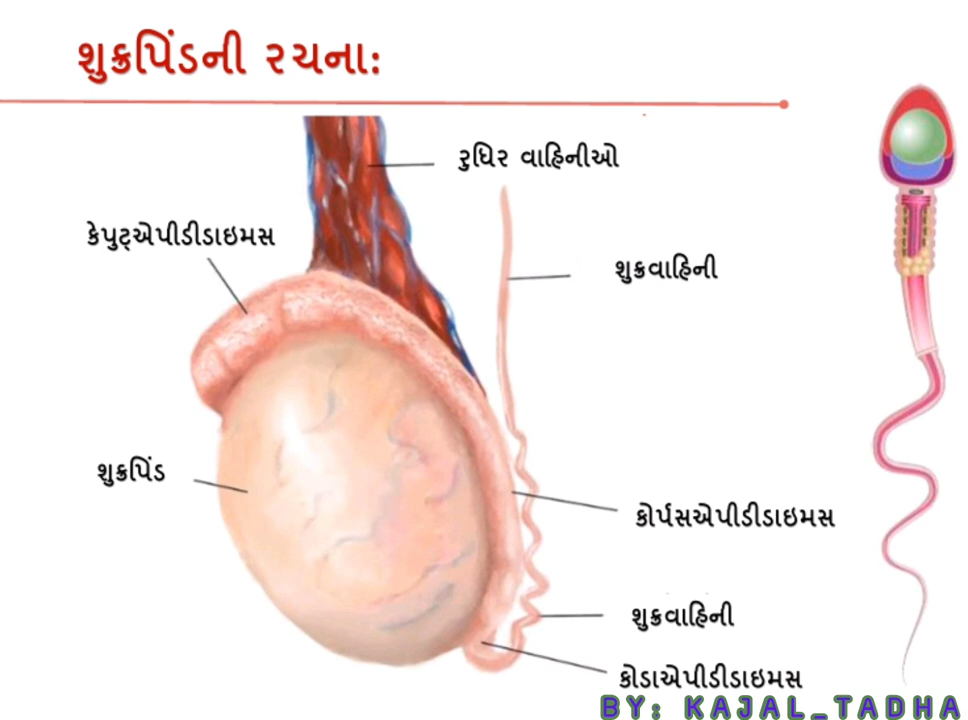 શુક્રપિંડની રચના:
રુધિર વાહિનીઓ
કેપુટ્એપીડીડાઇમસ
શુક્રવાહિની
શુક્રપિંડ
કોર્પસએપીડીડાઇમસ
શુક્રવાહિની
કોડાએપીડીડાઇમસ
BY: KAJAL_TADHA